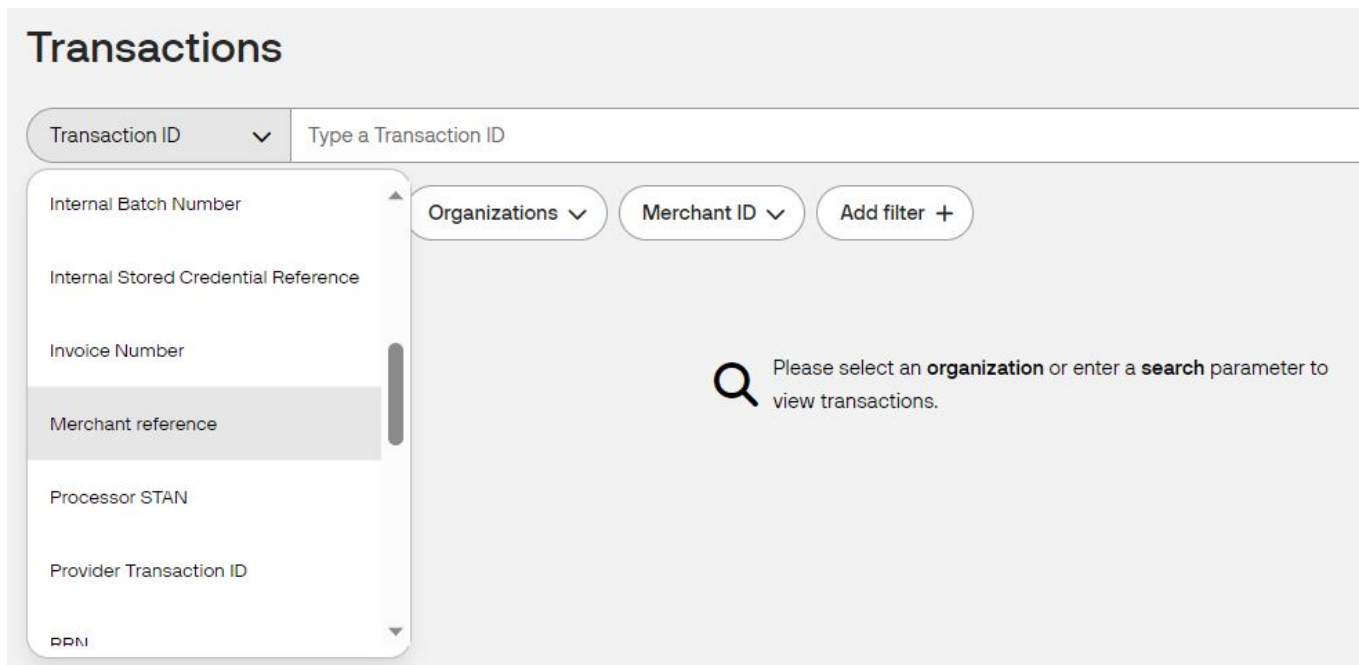 Transactions
Transaction ID
Type a Transaction ID
Internal Batch Number
Organizations
Merchant ID
Add filter +
Internal Stored Credential Reference
Invoice Number
Please select an organization or enter a search parameter to
view transactions.
Merchant reference
Processor STAN
Provider Transaction ID
RRN